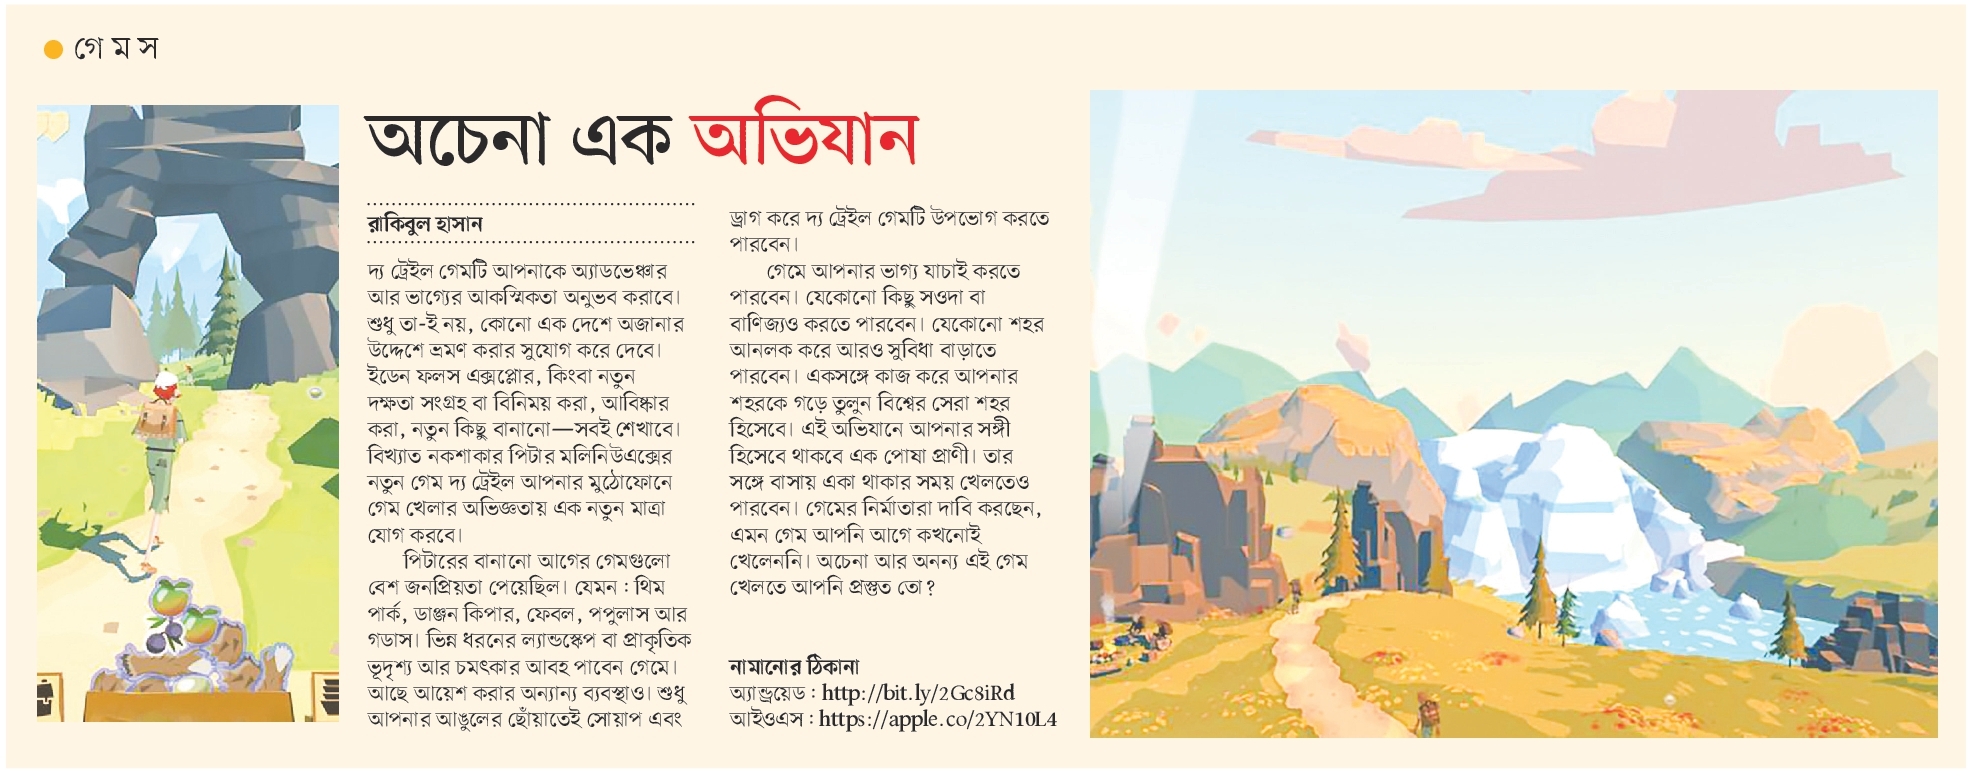 গেমস
অচেনা এক অভিযান
রাকিবুল হাসান
দ্য ট্রেইল গেমটি আপনাকে অ্যাডভেঞ্চার
আর ভাগ্যের আকস্মিকতা অনুভব করাবে।
শুধু তা-ই নয়, কোনো এক দেশে অজানার
উদ্দেশে ভ্রমণ করার সুযোগ করে দেবে।
ইডেন ফলস এক্সপ্লোর, কিংবা নতুন
দক্ষতা সংগ্রহ বা বিনিময় করা, আবিষ্কার
করা, নতুন কিছু বানানো—সবই শেখাবে।
বিখ্যাত নকশাকার পিটার মলিনিউএক্সের
নতুন গেম দ্য ট্রেইল আপনার মুঠোফোনে
গেম খেলার অভিজ্ঞতায় এক নতুন মাত্রা
যোগ করবে।
পিটারের বানানো আগের গেমগুলো
বেশ জনপ্রিয়তা পেয়েছিল। যেমন : থিম
পার্ক, ডাঞ্জন কিপার, ফেবল, পপুলাস আর
গডাস। ভিন্ন ধরনের ল্যান্ডস্কেপ বা প্রাকৃতিক
ভূদৃশ্য আর চমৎকার আবহ পাবেন গেমে।
আছে আয়েশ করার অন্যান্য ব্যবস্থাও। শুধু
আপনার আঙুলের ছোঁয়াতেই সোয়াপ এবং
ড্রাগ করে দ্য ট্রেইল গেমটি উপভোগ করতে
পারবেন।
গেমে আপনার ভাগ্য যাচাই করতে
পারবেন। যেকোনো কিছু সওদা বা
বাণিজ্যও করতে পারবেন। যেকোনো শহর
আনলক করে আরও সুবিধা বাড়াতে
পারবেন। একসঙ্গে কাজ করে আপনার
শহরকে গড়ে তুলুন বিশ্বের সেরা শহর
হিসেবে। এই অভিযানে আপনার সঙ্গী
হিসেবে থাকবে এক পোষা প্রাণী। তার
সঙ্গে বাসায় একা থাকার সময় খেলতেও
পারবেন। গেমের নির্মাতারা দাবি করছেন,
এমন গেম আপনি আগে কখনোই
খেলেননি। অচেনা আর অনন্য এই গেম
খেলতে আপনি প্রস্তুত তো?
নামানোর ঠিকানা
অ্যান্ড্রয়েড : http://bit.ly/2Gc8iRd
আইওএস : https://apple.co/2YN10L4